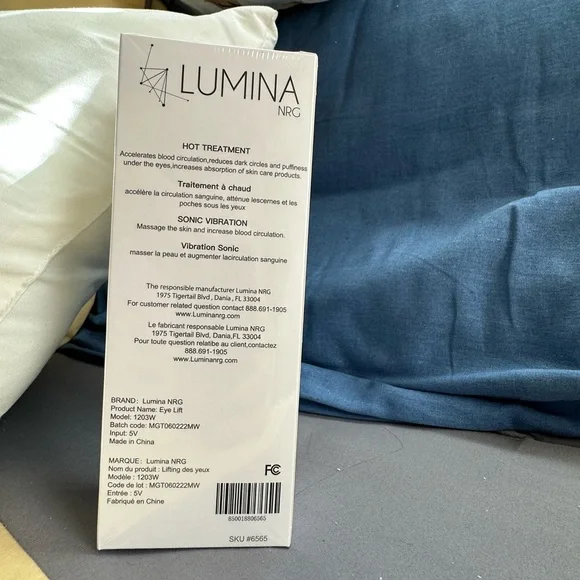 LUMINA
NRG
HOT TREATMENT
Accelerates blood circulation,reduces dark circles and puffiness
under the eyes,increases absorption of skin care products.
Traitement à chaud
accélère la circulation sanguine, atténue lescernes et les
poches sous les yeux
SONIC VIBRATION
Massage the skin and increase blood circulation.
Vibration Sonic
masser la peau et augmenter lacirculation sanguine
The responsible manufacturer Lumina NRG
1975 Tigertail Blvd , Dania , FL 33004
For customer related question contact 888.691-1905
www.Luminanrg.com
Le fabricant responsable Lumina NRG
1975 Tigertail Blvd, Dania,FL 33004
Pour toute question relatibe au client,contactez
888.691-1905
www.Luminanrg.com
BRAND: Lumina NRG
Product Name: Eye Lift
Model: 1203W
Batch code: MGT060222MW
Input: 5V
Made in China
MARQUE: Lumina NRG
Nom du produit : Lifting des yeux
Modèle : 1203W
Code de lot : MGT060222MW
Entrée : 5V
Fabriqué en Chine
FC
850018806565
SKU #6565